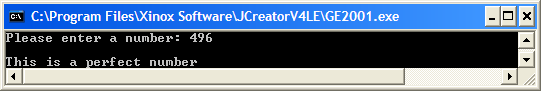 C:\Program Files\Xinox Software\JCreatorV4LE\GE2001.exe
Please enter a number: 496
This is a perfect number